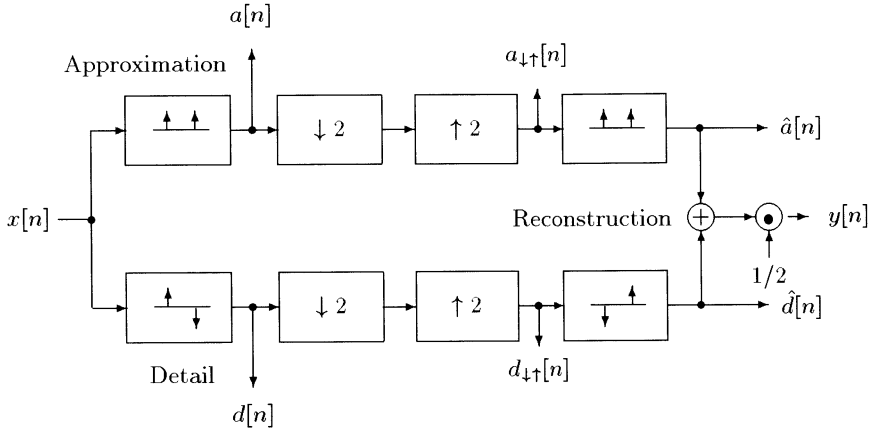 a[n]
a↓↑[n]
Approximation
↓ 2
↑ 2
â[n]
x[n]
Reconstruction
+
y[n]
1/2
↓ 2
↑ 2
d̂[n]
Detail
d↓↑[n]
d[n]